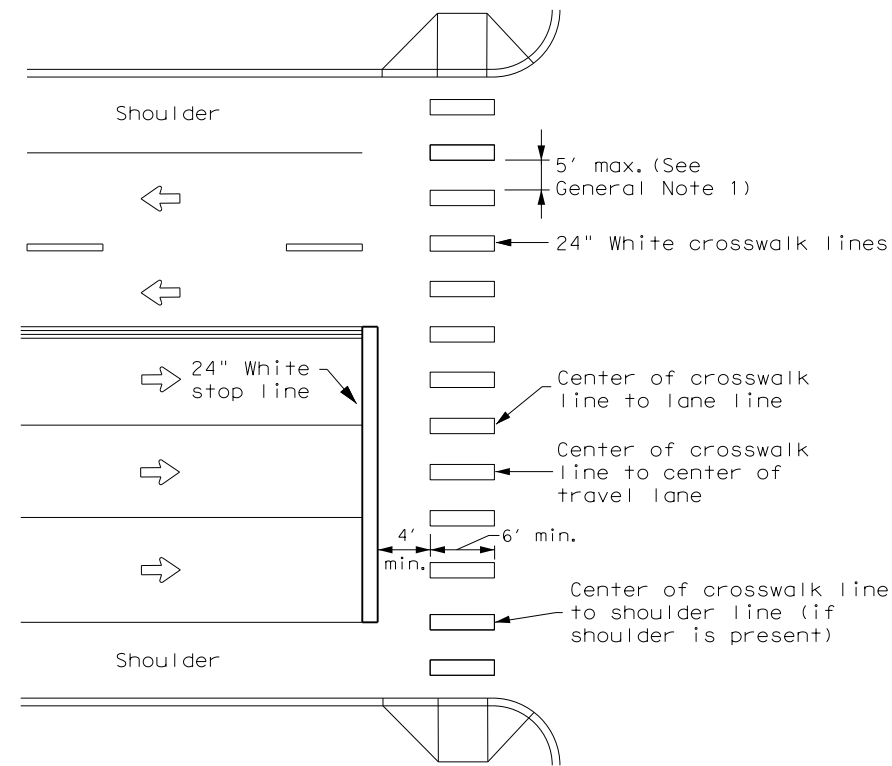 Shoulder
5' max. (See
General Note 1)
24" White crosswalk lines
24" White
stop line
Center of crosswalk
line to lane line
Center of crosswalk
line to center of
travel lane
4'
min.
6' min.
Center of crosswalk line
to shoulder line (if
shoulder is present)
Shoulder